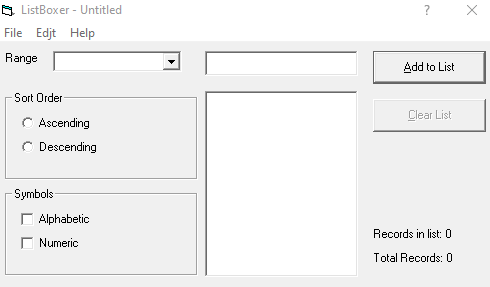 ListBoxer - Untitled
File Edjt Help
Range
Add to List
Sort Order
Ascending
Descending
Clear List
Symbols
Alphabetic
Numeric
Records in list: 0
Total Records: 0